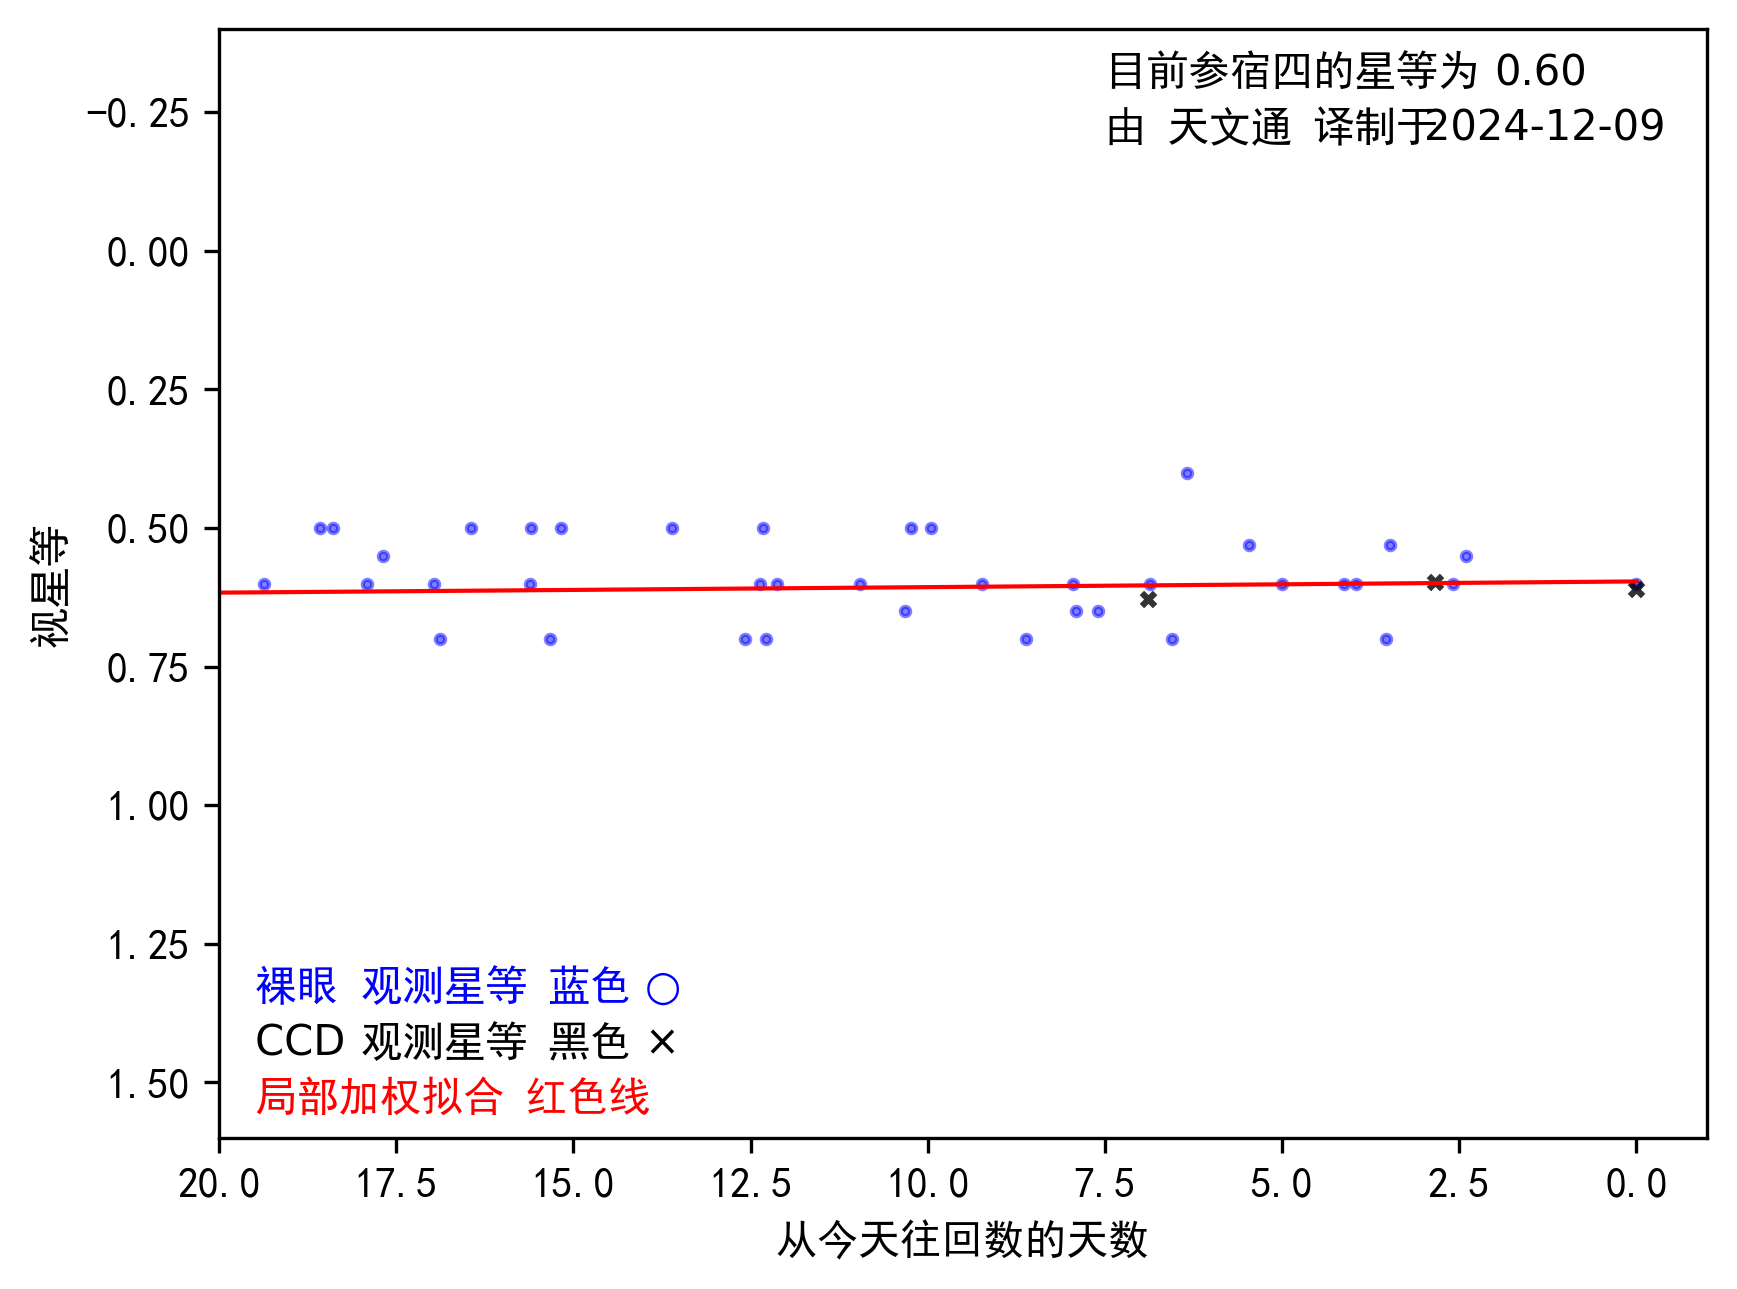 目前参宿四的星等为 0.60
由 天文通 译制于2024-12-09
−0.25
0.00
0.25
0.50
0.75
1.00
1.25
1.50
视星等
裸眼 观测星等 蓝色 ○
CCD 观测星等 黑色 ×
局部加权拟合 红色线
20.0 17.5 15.0 12.5 10.0 7.5 5.0 2.5 0.0
从今天往回数的天数